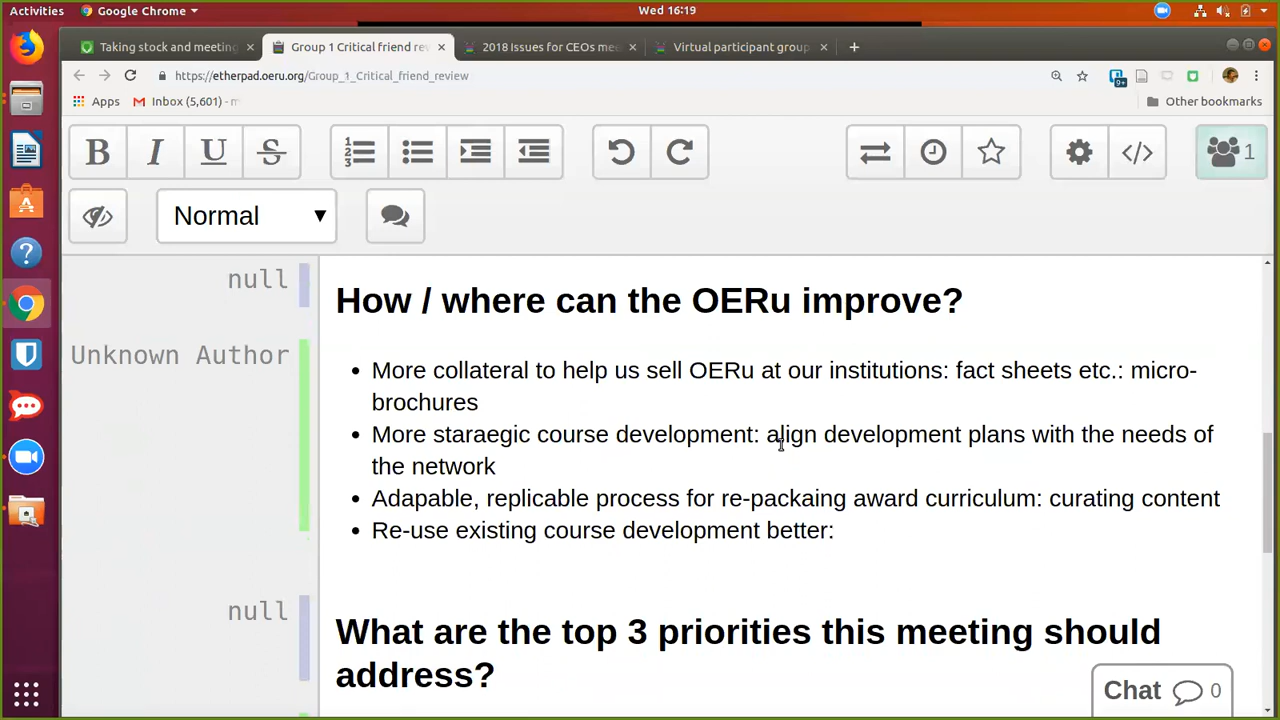 Activities
Google Chrome
Wed 16:19
Taking stock and meeting
Group 1 Critical friend rev
2018 Issues for CEOs mee
Virtual participant group
https://etherpad.oeru.org/Group_1_Critical_friend_review
9+
Apps
Inbox (5,601) - m
Other bookmarks
B I U S
1
Normal
null
How / where can the OERu improve?
Unknown Author
• More collateral to help us sell OERu at our institutions: fact sheets etc.: micro-
brochures
• More staraegic course development: align development plans with the needs of
the network
• Adapable, replicable process for re-packaing award curriculum: curating content
• Re-use existing course development better:
null
What are the top 3 priorities this meeting should
address?
Chat 0